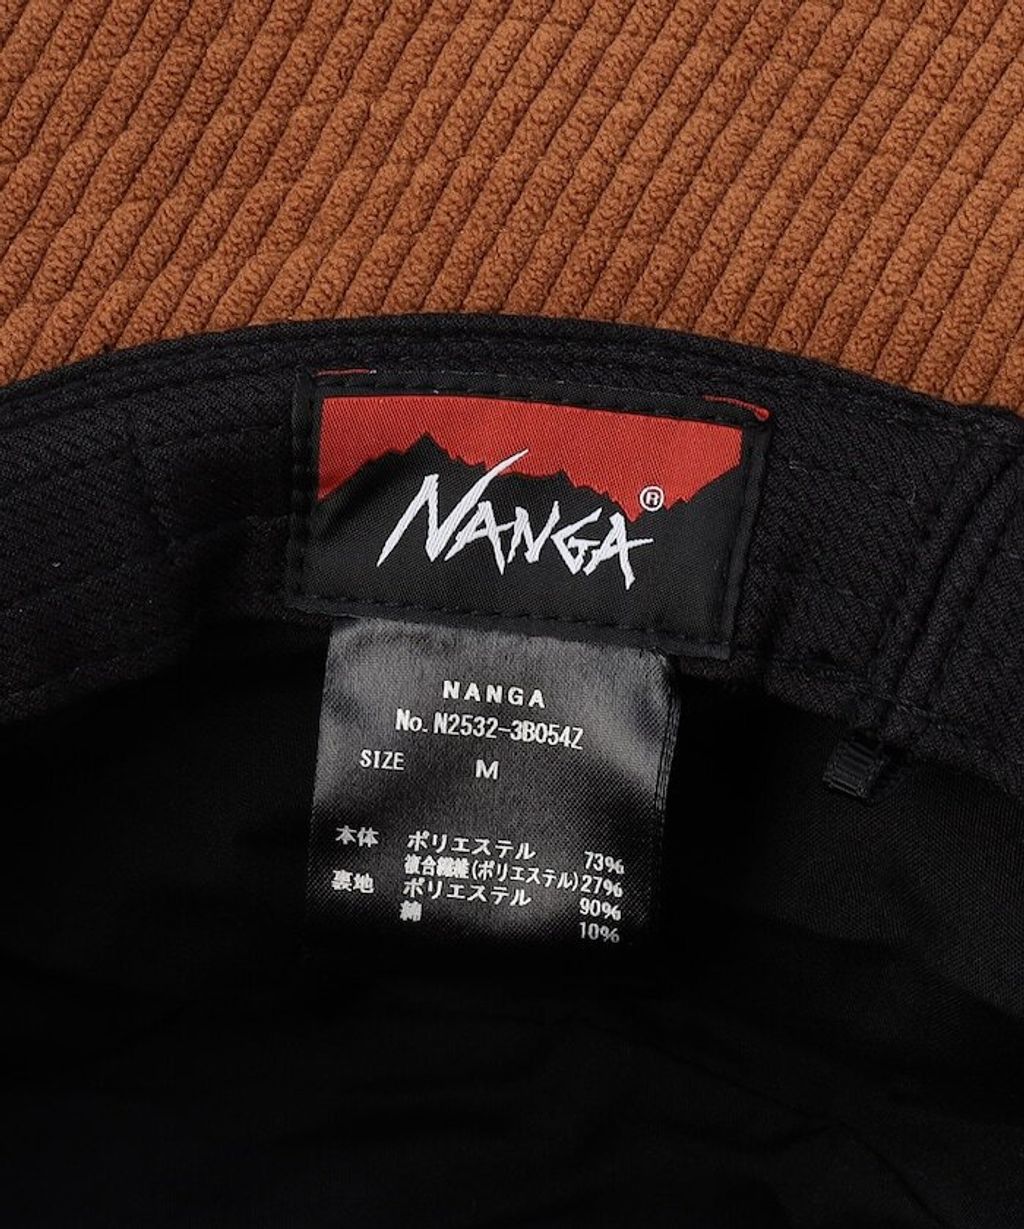 NANGA®
NANGA
No. N2532-3B054Z
SIZE M
本体 ポリエステル 73%
複合繊維(ポリエステル) 27%
裏地 ポリエステル 90%
綿 10%